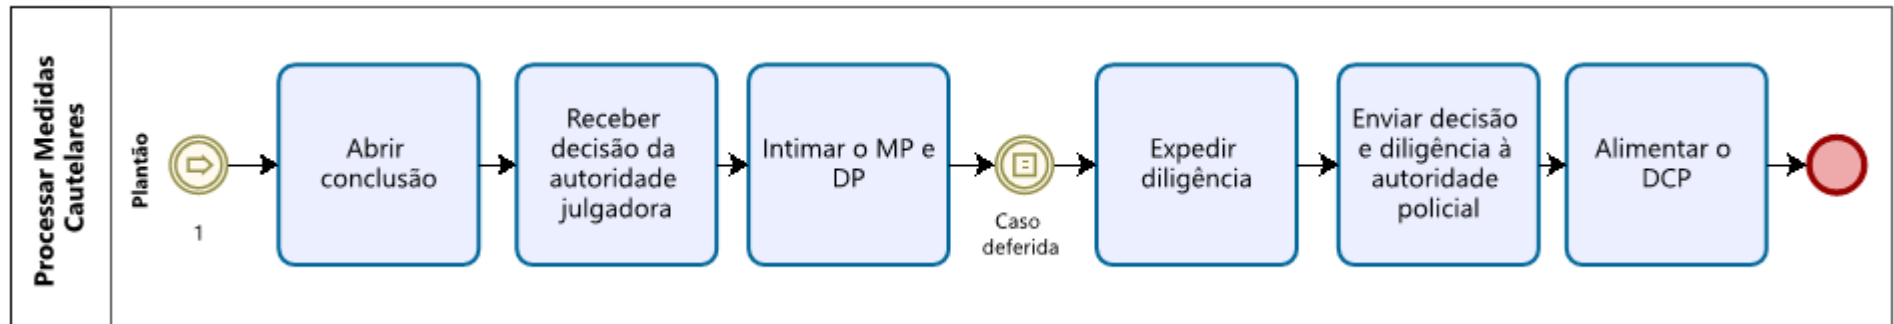 Processar Medidas
Cautelares
Plantão
1
Abrir
conclusão
Receber
decisão da
autoridade
julgadora
Intimar o MP e
DP
Caso
deferida
Expedir
diligência
Enviar decisão
e diligência à
autoridade
policial
Alimentar o
DCP